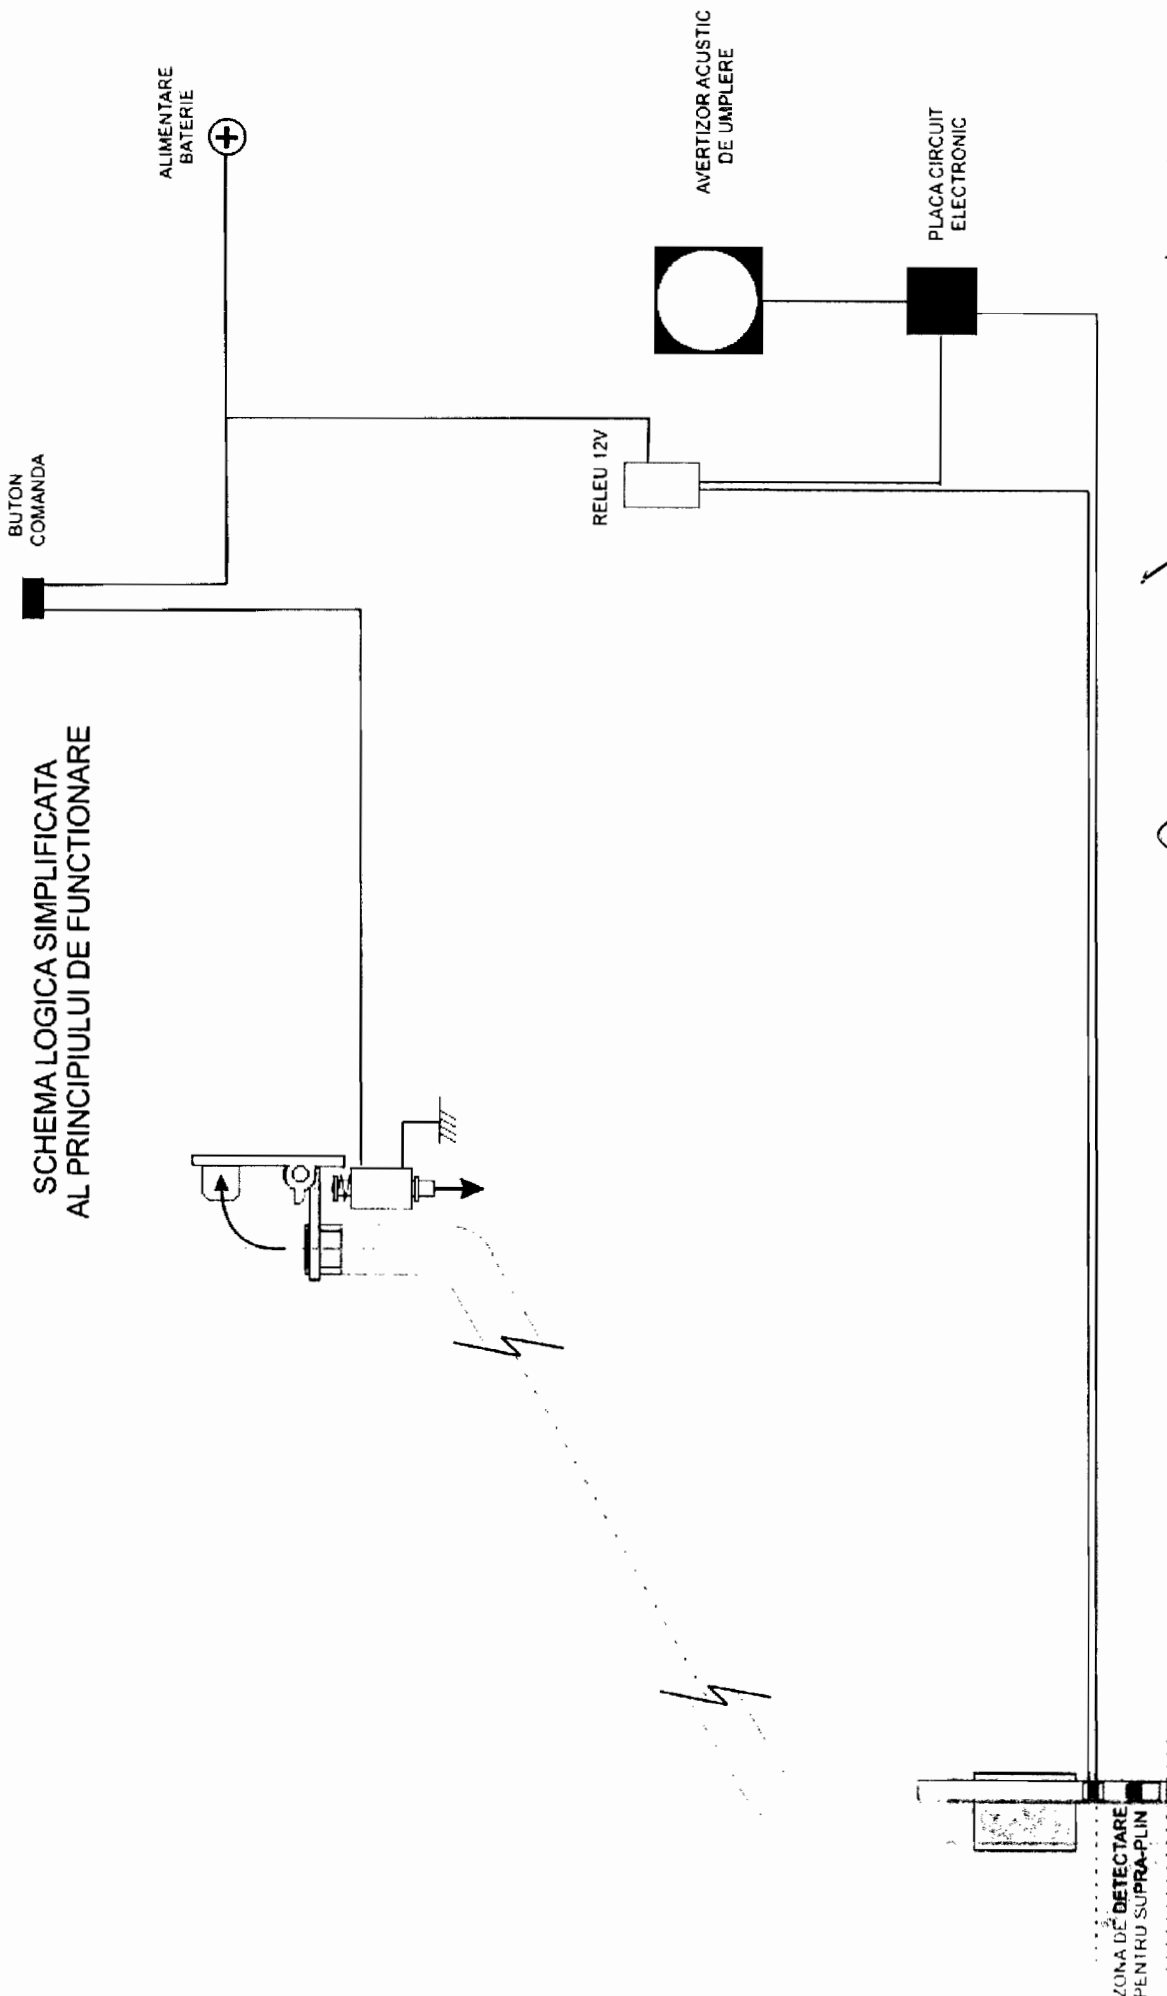 SCHEMA LOGICA SIMPLIFICATA
AL PRINCIPIULUI DE FUNCTIONARE
BUTON
COMANDA
ALIMENTARE
BATERIE
RELEU 12V
AVERTIZOR ACUSTIC
DE UMPLERE
PLACA CIRCUIT
ELECTRONIC
ZONA DE DETECTARE
PENTRU SUPRA-PLIN